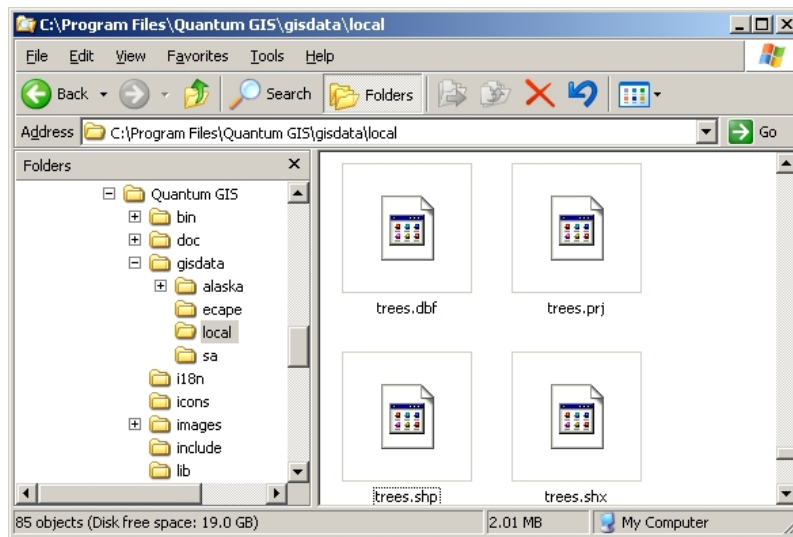 C:\Program Files\Quantum GIS\gisdata\local
File Edit View Favorites Tools Help
Back Search Folders
Address C:\Program Files\Quantum GIS\gisdata\local Go
Folders
Quantum GIS
bin
doc
gisdata
alaska
ecape
local
sa
i18n
icons
images
include
lib
trees.dbf trees.prj
trees.shp trees.shx
85 objects (Disk free space: 19.0 GB) 2.01 MB My Computer